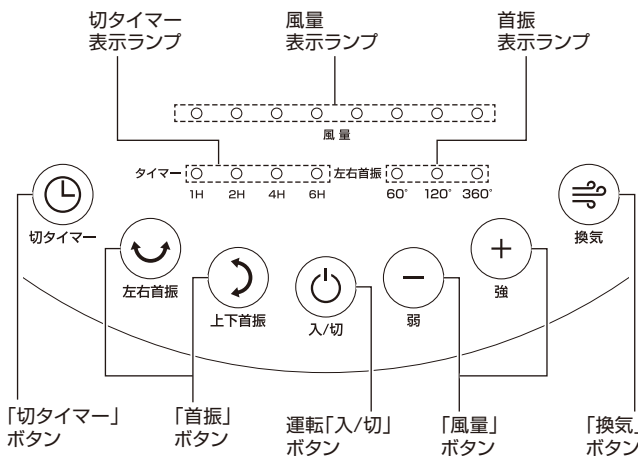 切タイマー
表示ランプ
風量
表示ランプ
首振
表示ランプ
風量
タイマー
1H 2H 4H 6H
左右首振
60° 120° 360°
切タイマー
換気
左右首振
上下首振
入/切
弱
強
「切タイマー」
ボタン
「首振」
ボタン
運転「入/切」
ボタン
「風量」
ボタン
「換気」
ボタン